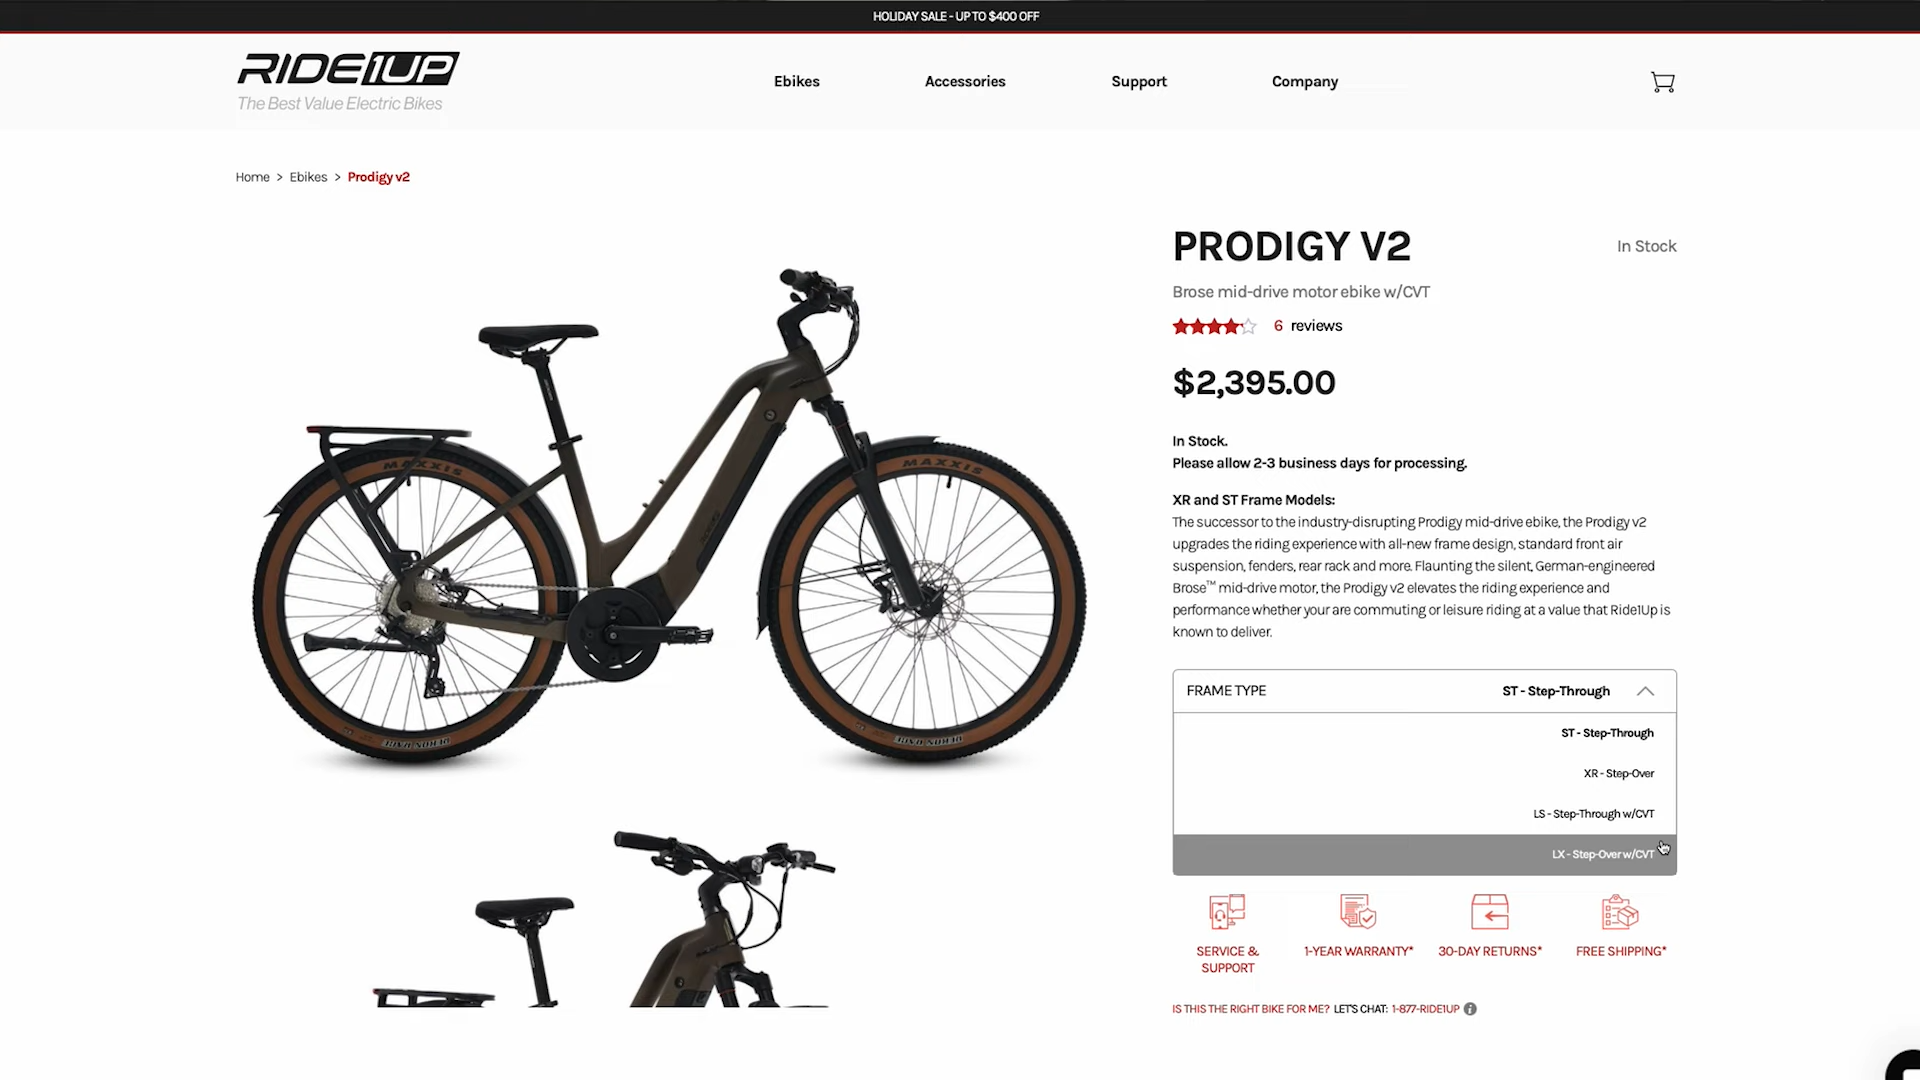 HOLIDAY SALE - UP TO $400 OFF
RIDE1UP
The Best Value Electric Bikes
Ebikes
Accessories
Support
Company
Home > Ebikes > Prodigy v2
PRODIGY V2
In Stock
Brose mid-drive motor ebike w/CVT
6 reviews
$2,395.00
In Stock.
Please allow 2-3 business days for processing.
XR and ST Frame Models:
The successor to the industry-disrupting Prodigy mid-drive ebike, the Prodigy v2
upgrades the riding experience with all-new frame design, standard front air
suspension, fenders, rear rack and more. Flaunting the silent, German-engineered
Brose™ mid-drive motor, the Prodigy v2 elevates the riding experience and
performance whether your are commuting or leisure riding at a value that Ride1Up is
known to deliver.
FRAME TYPE
ST - Step-Through
ST - Step-Through
XR - Step-Over
LS - Step-Through w/CVT
LX - Step-Over w/CVT
SERVICE &
SUPPORT
1-YEAR WARRANTY*
30-DAY RETURNS*
FREE SHIPPING*
IS THIS THE RIGHT BIKE FOR ME? LET'S CHAT: 1-877-RIDE1UP
MAXXIS
MAXXIS